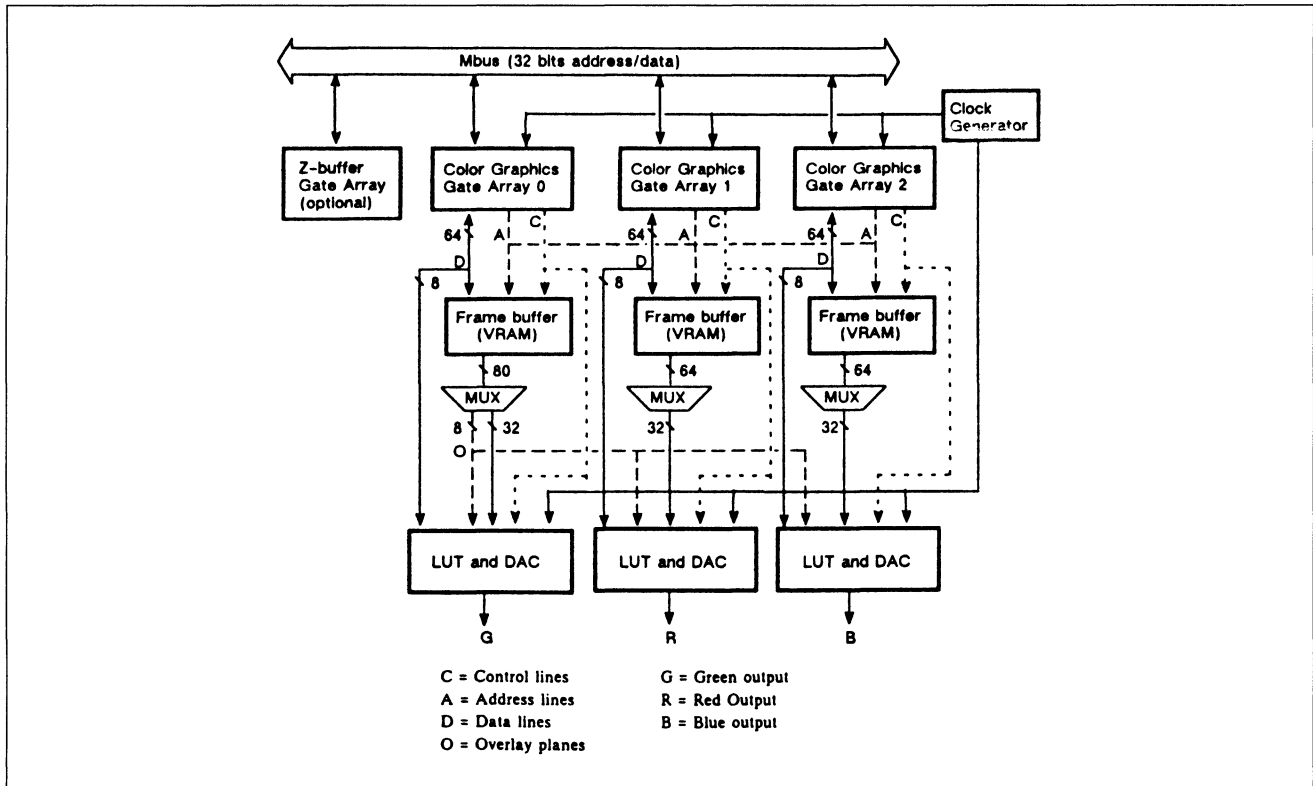 Mbus (32 bits address/data)
Clock
Generator
Z-buffer
Gate Array
(optional)
Color Graphics
Gate Array 0
Color Graphics
Gate Array 1
Color Graphics
Gate Array 2
64 A C
64 A C
64 A C
D
D
D
8
8
8
Frame buffer
(VRAM)
Frame buffer
(VRAM)
Frame buffer
(VRAM)
80
64
64
MUX
MUX
MUX
8 32
32
32
O
LUT and DAC
LUT and DAC
LUT and DAC
G
R
B
C = Control lines
A = Address lines
D = Data lines
O = Overlay planes
G = Green output
R = Red Output
B = Blue output